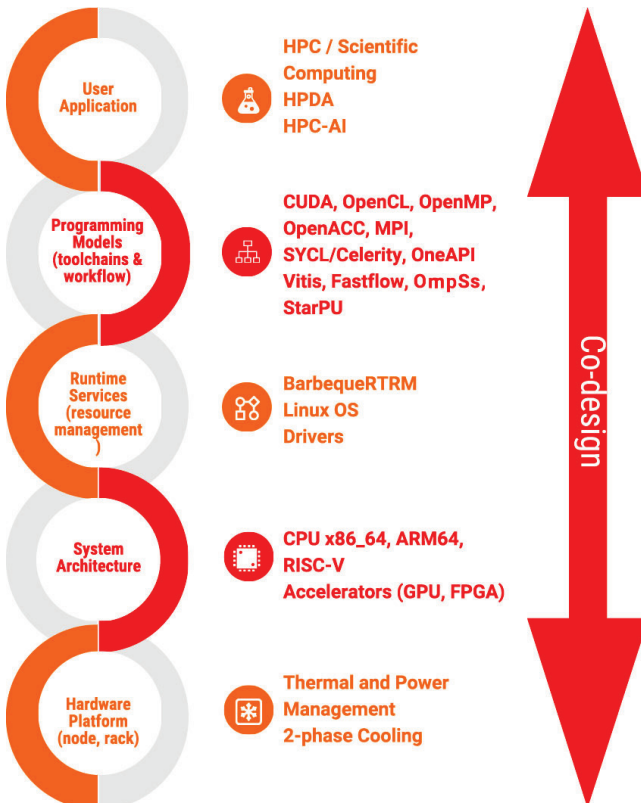 User
Application
HPC / Scientific
Computing
HPDA
HPC-AI
Programming
Models
(toolchains &
workflow)
CUDA, OpenCL, OpenMP,
OpenACC, MPI,
SYCL/Celerity, OneAPI
Vitis, Fastflow, OmpSs,
StarPU
Runtime
Services
(resource
management
)
BarbequeRTRM
Linux OS
Drivers
System
Architecture
CPU x86_64, ARM64,
RISC-V
Accelerators (GPU, FPGA)
Hardware
Platform
(node, rack)
Thermal and Power
Management
2-phase Cooling
Co-design